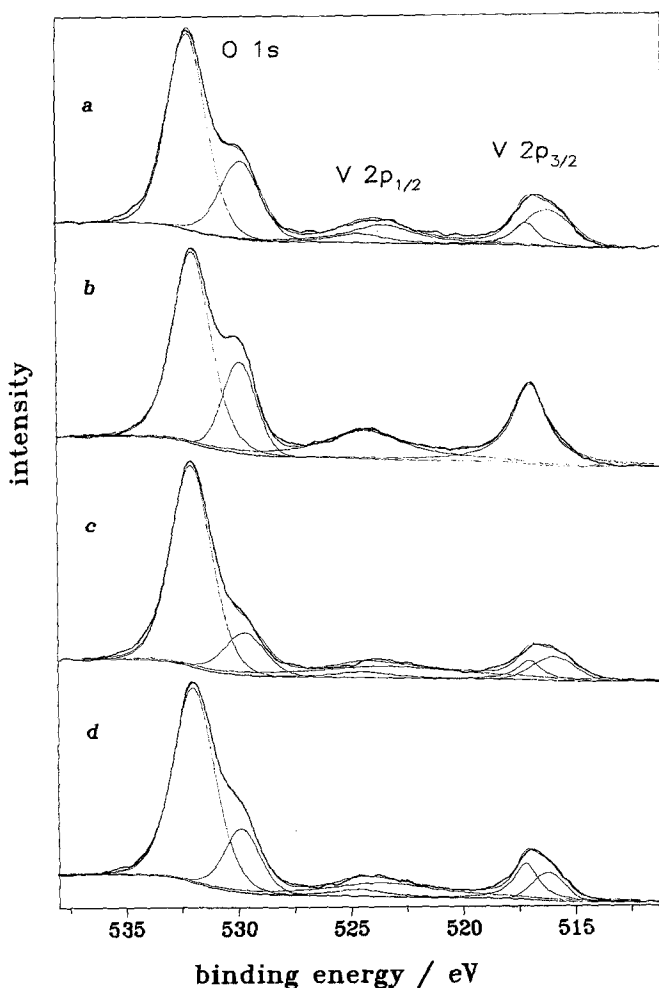 O 1s
a
V 2p1/2
V 2p3/2
b
intensity
c
d
535 530 525 520 515
binding energy / eV